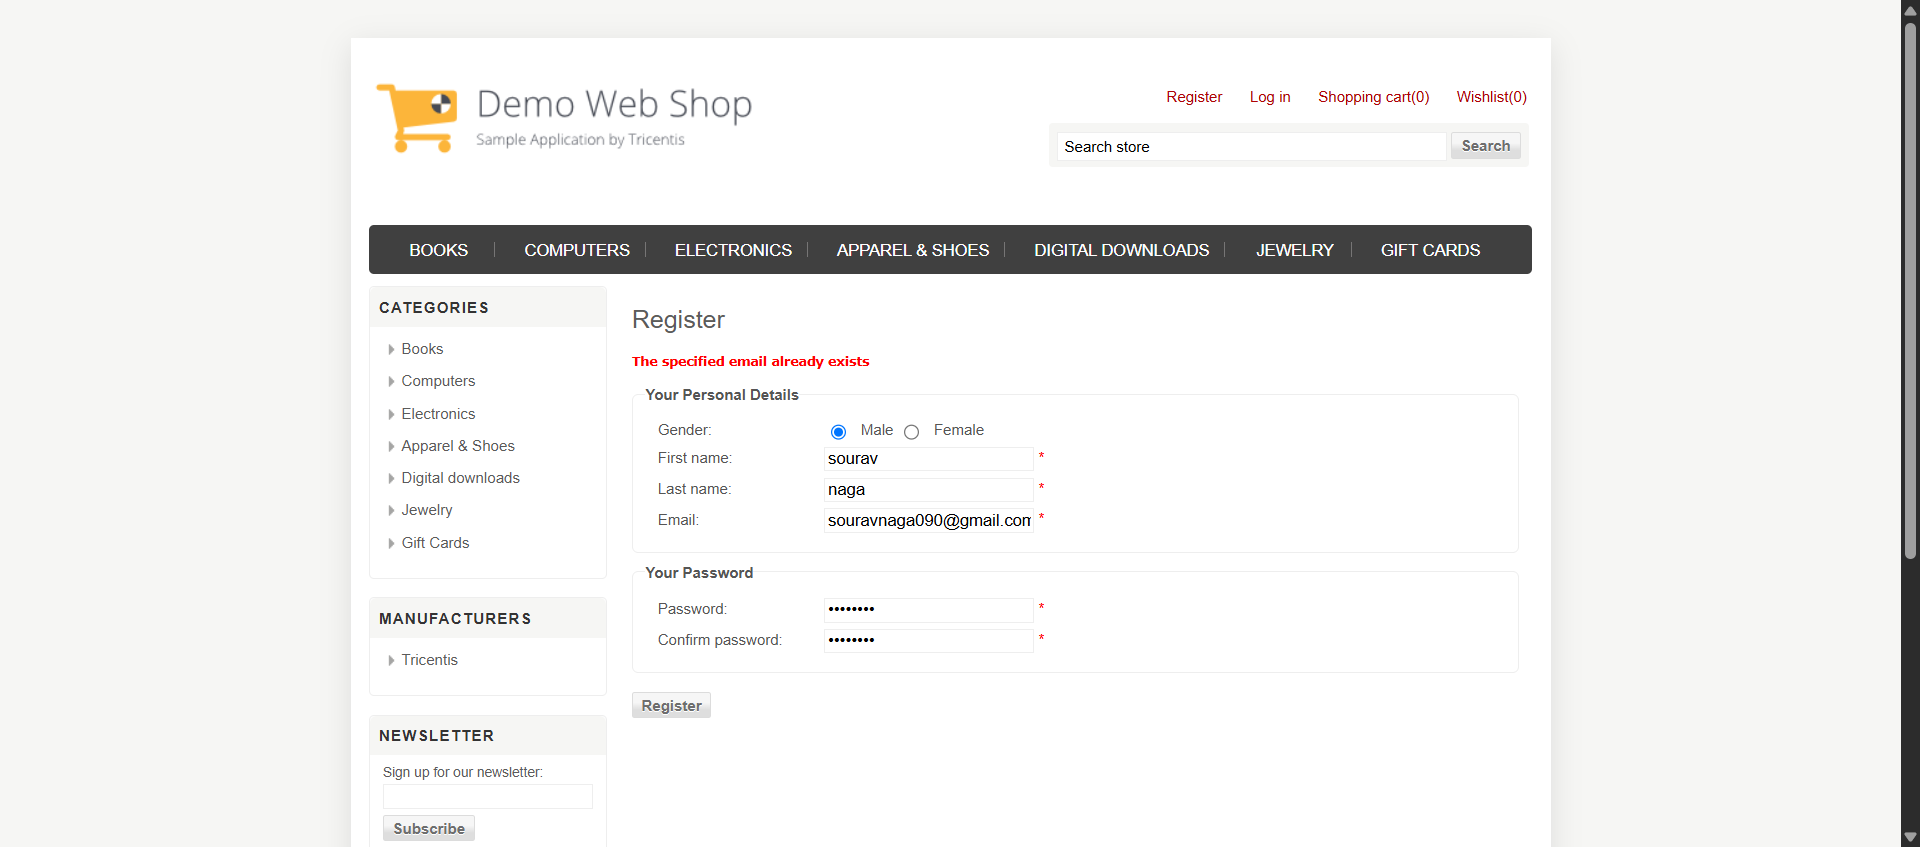 Demo Web Shop
Sample Application by Tricentis
Register Log in Shopping cart(0) Wishlist(0)
Search store Search
BOOKS COMPUTERS ELECTRONICS APPAREL & SHOES DIGITAL DOWNLOADS JEWELRY GIFT CARDS
CATEGORIES
Books
Computers
Electronics
Apparel & Shoes
Digital downloads
Jewelry
Gift Cards
MANUFACTURERS
Tricentis
NEWSLETTER
Sign up for our newsletter:
Subscribe
Register
The specified email already exists
Your Personal Details
Gender: Male Female
First name: sourav *
Last name: naga *
Email: souravnaga090@gmail.com *
Your Password
Password: •••••••• *
Confirm password: •••••••• *
Register